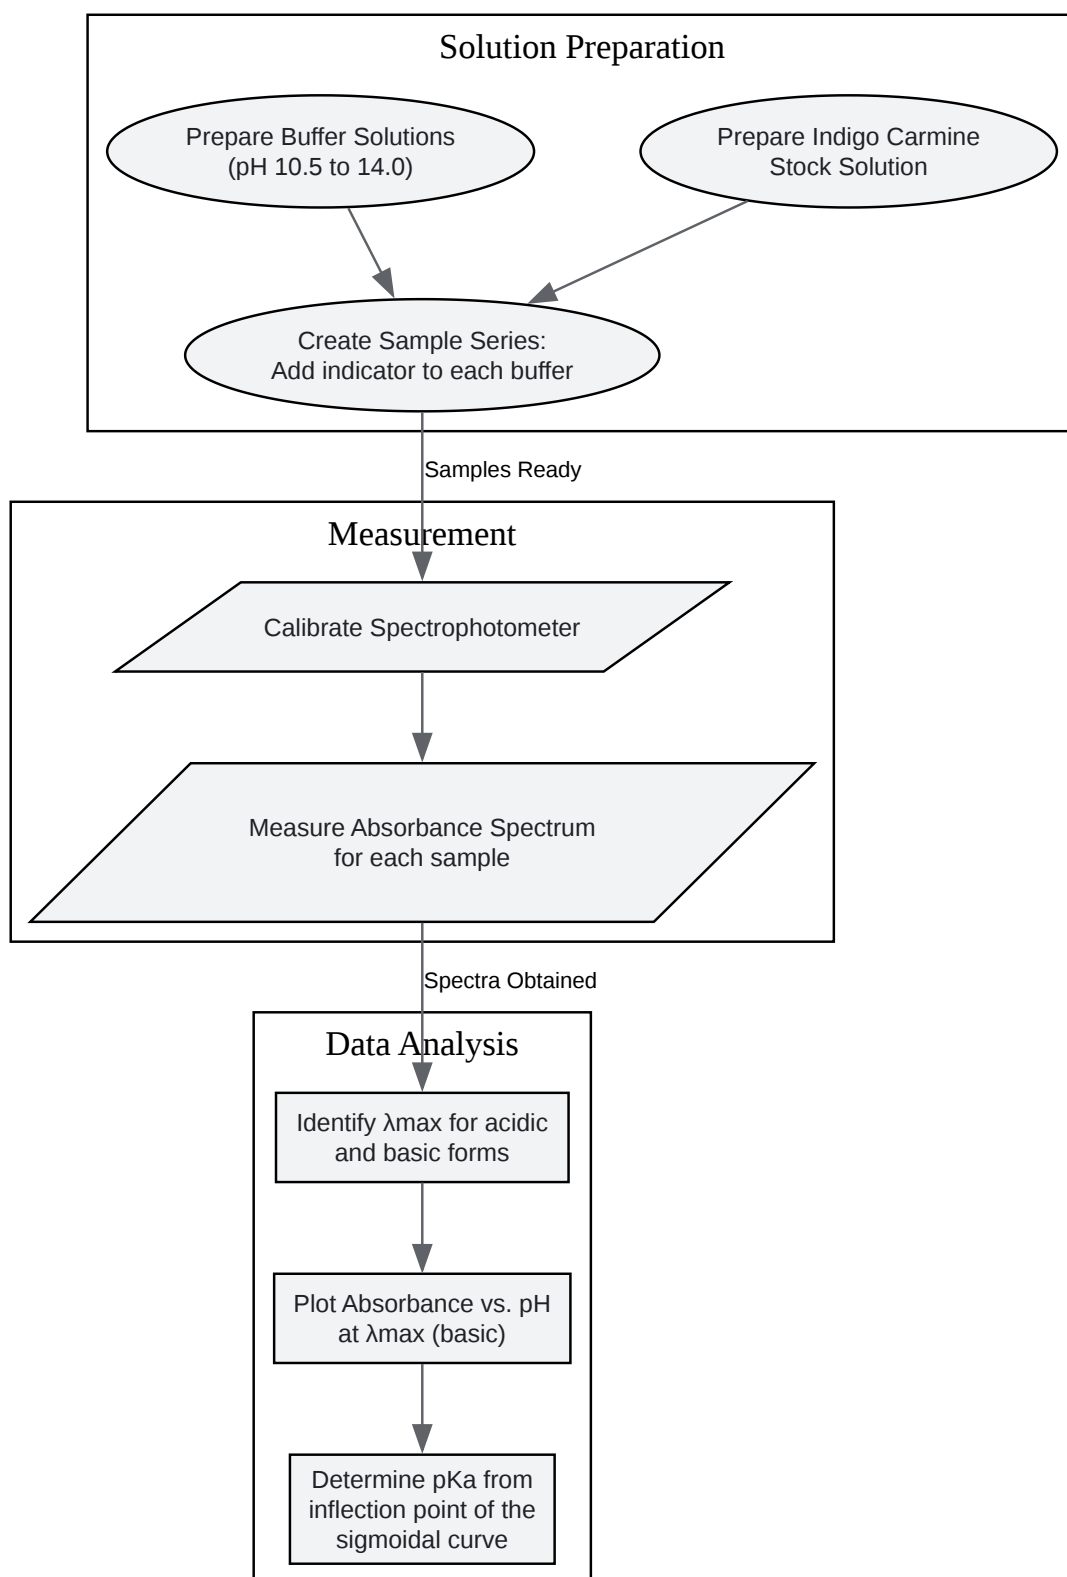 Solution Preparation
Prepare Buffer Solutions
(pH 10.5 to 14.0)
Prepare Indigo Carmine
Stock Solution
Create Sample Series:
Add indicator to each buffer
Samples Ready
Measurement
Calibrate Spectrophotometer
Measure Absorbance Spectrum
for each sample
Spectra Obtained
Data Analysis
Identify λmax for acidic
and basic forms
Plot Absorbance vs. pH
at λmax (basic)
Determine pKa from
inflection point of the
sigmoidal curve